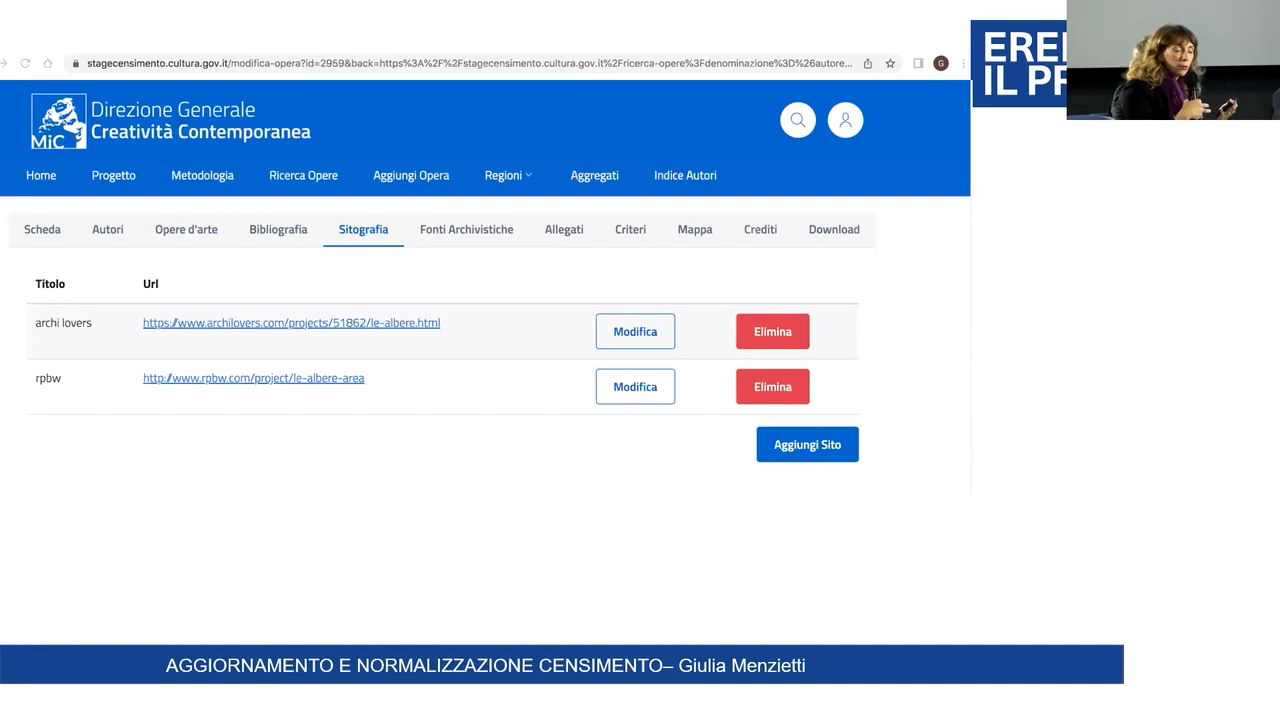 stagecensimento.cultura.gov.it/modifica-opera?id=2959&back=https%3A%2F%2Fstagecensimento.cultura.gov.it%2Fricerca-opere%3Fdenominazione%3D%26autore...
G
ERE
IL PR
MiC
Direzione Generale
Creatività Contemporanea
Home Progetto Metodologia Ricerca Opere Aggiungi Opera Regioni Aggregati Indice Autori
Scheda Autori Opere d'arte Bibliografia Sitografia Fonti Archivistiche Allegati Criteri Mappa Crediti Download
Titolo Url
archi lovers https://www.archilovers.com/projects/51862/le-albere.html Modifica Elimina
rpbw http://www.rpbw.com/project/le-albere-area Modifica Elimina
Aggiungi Sito
AGGIORNAMENTO E NORMALIZZAZIONE CENSIMENTO– Giulia Menzietti